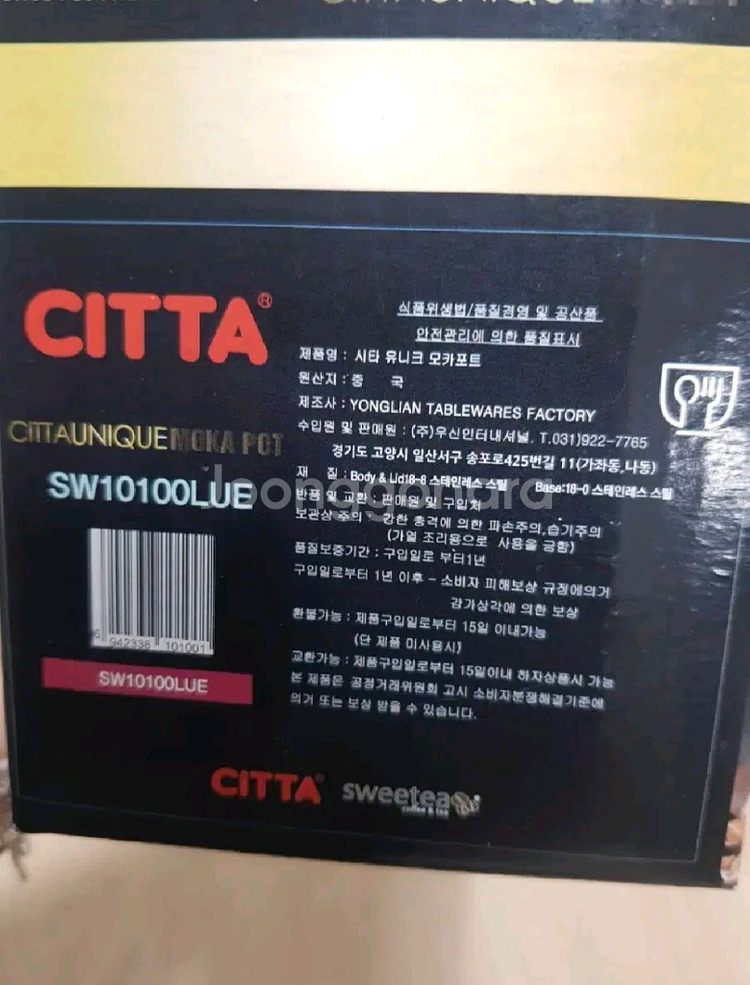 CITTA®
CITTAUNIQUE MOKA POT
SW10100LUE
6 942338 101001
SW10100LUE
식품위생법/품질경영 및 공산품
안전관리에 의한 품질표시
제품명 : 시타 유니크 모카포트
원산지 : 중 국
제조사 : YONGLIAN TABLEWARES FACTORY
수입원 및 판매원 : (주)우신인터내셔널. T.031)922-7765
경기도 고양시 일산서구 송포로425번길 11(가좌동,나동)
재 질 : Body & Lid18-8 스테인레스 스틸 Base:18-0 스테인레스 스틸
반품 및 교환 : 판매원 및 구입처
보관상 주의 : 강한 충격에 의한 파손주의,습기주의
(가열 조리용으로 사용을 금함)
품질보증기간 : 구입일로 부터1년
구입일로부터 1년 이후 - 소비자 피해보상 규정에의거
감가상각에 의한 보상
환불가능 : 제품구입일로부터 15일 이내가능
(단 제품 미사용시)
교환가능 : 제품구입일로부터 15일이내 하자상품시 가능
본 제품은 공정거래위원회 고시 소비자분쟁해결기준에
의거 또는 보상 받을 수 있습니다.
CITTA® sweetea
coffee & tea
joonggonara